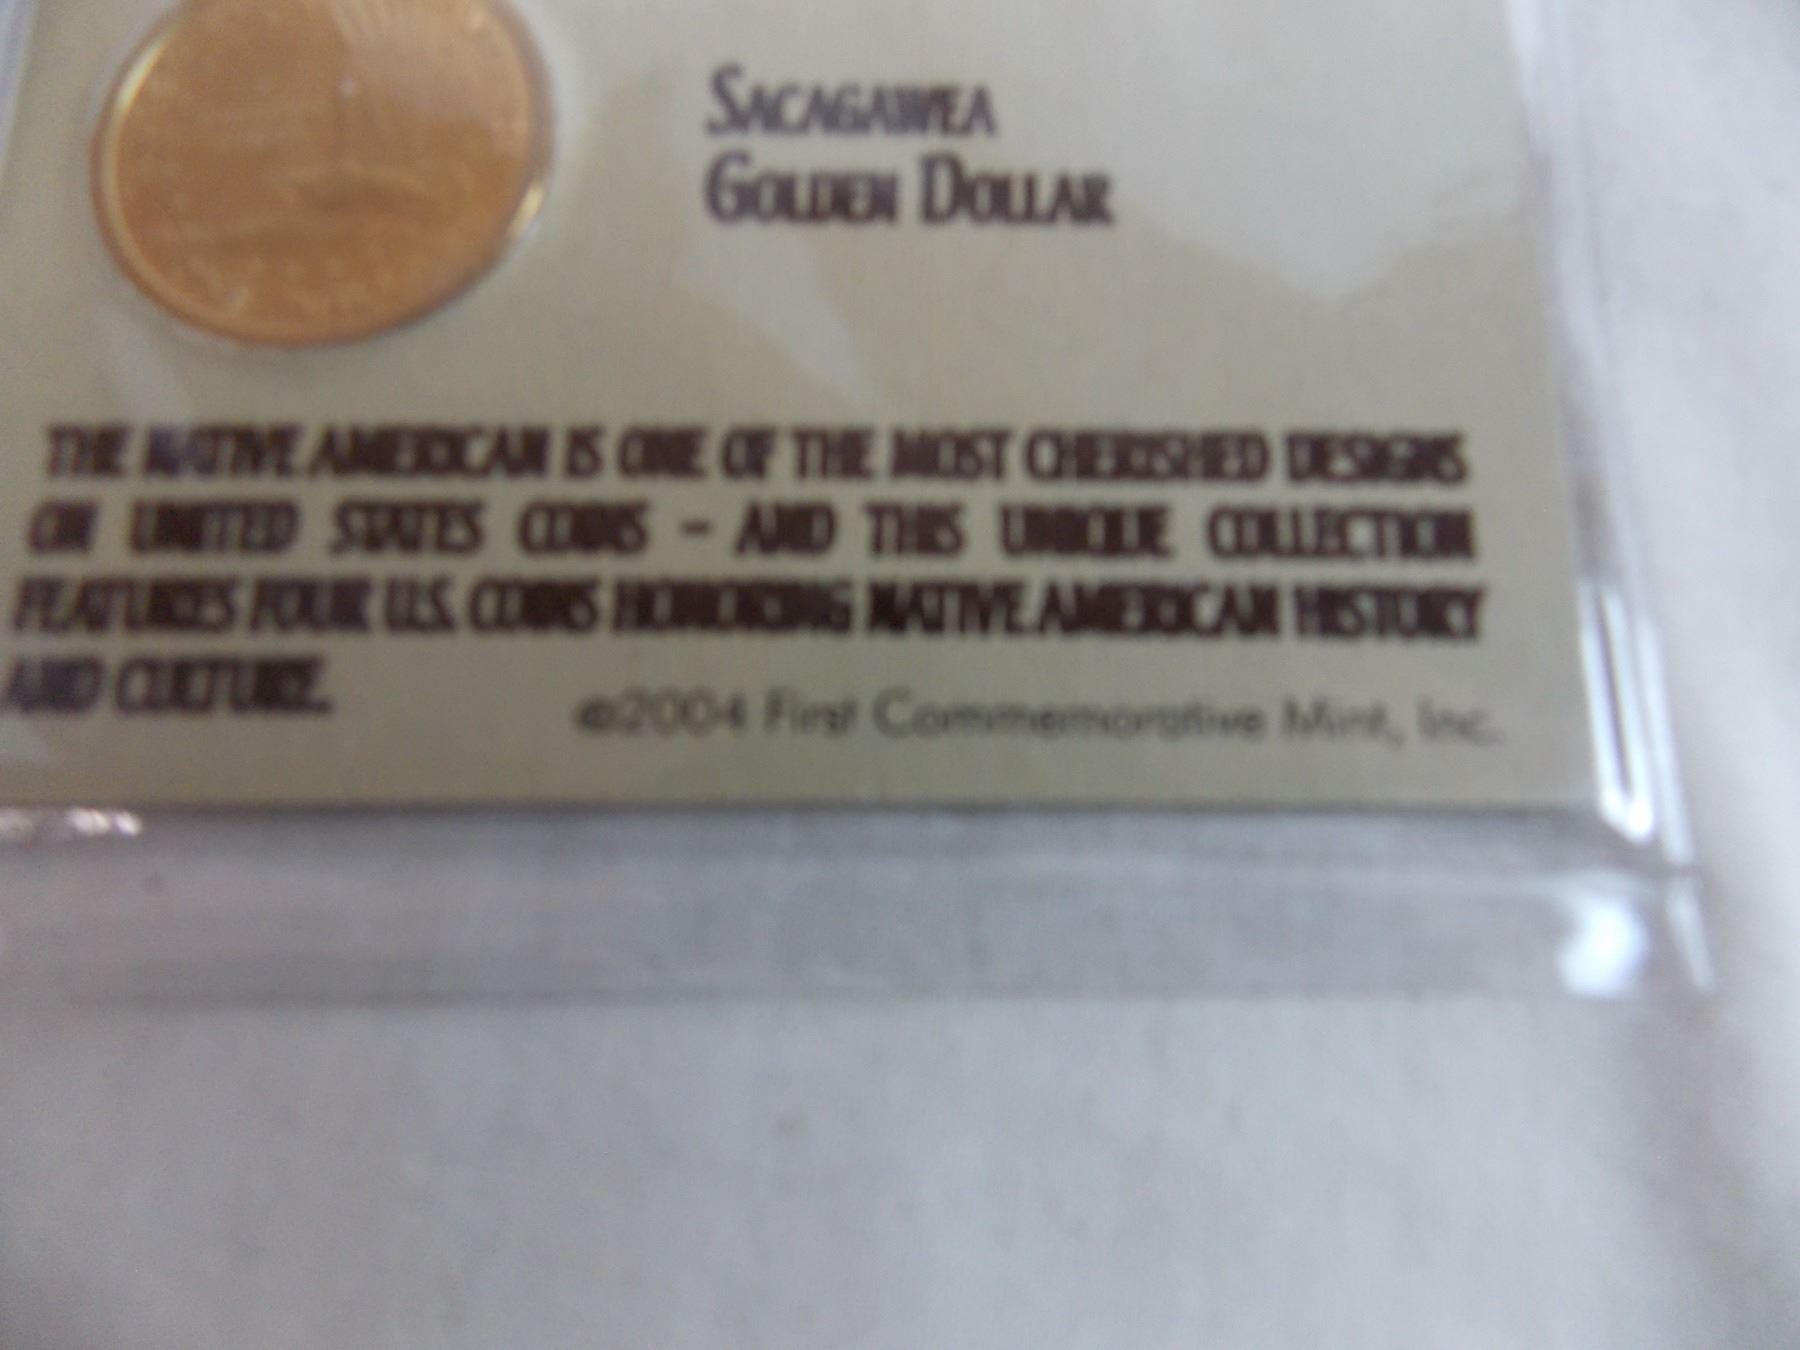 SACAGAWEA
GOLDEN DOLLAR
THE NATIVE AMERICAN IS ONE OF THE MOST CHERISHED DESIGNS
ON UNITED STATES COINS - AND THIS UNIQUE COLLECTION
FEATURES FOUR U.S. COINS HONORING NATIVE AMERICAN HISTORY
AND CULTURE.
©2004 First Commemorative Mint, Inc.